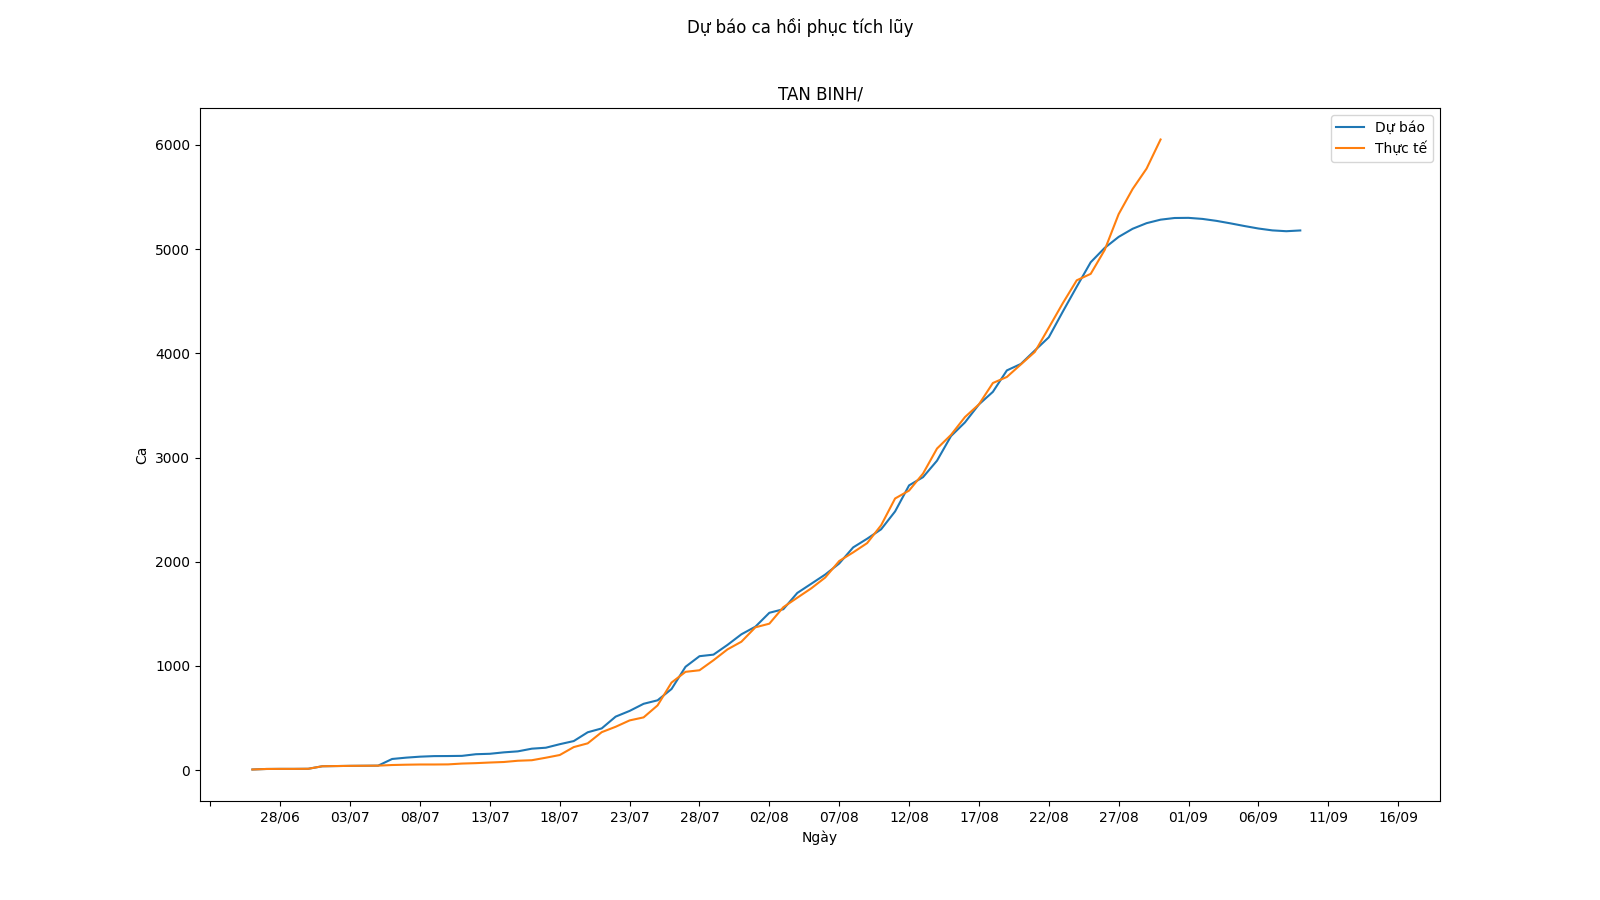 Dự báo ca hồi phục tích lũy
TAN BINH/
Dự báo
Thực tế
6000
5000
4000
3000
2000
1000
0
Ca
28/06 03/07 08/07 13/07 18/07 23/07 28/07 02/08 07/08 12/08 17/08 22/08 27/08 01/09 06/09 11/09 16/09
Ngày